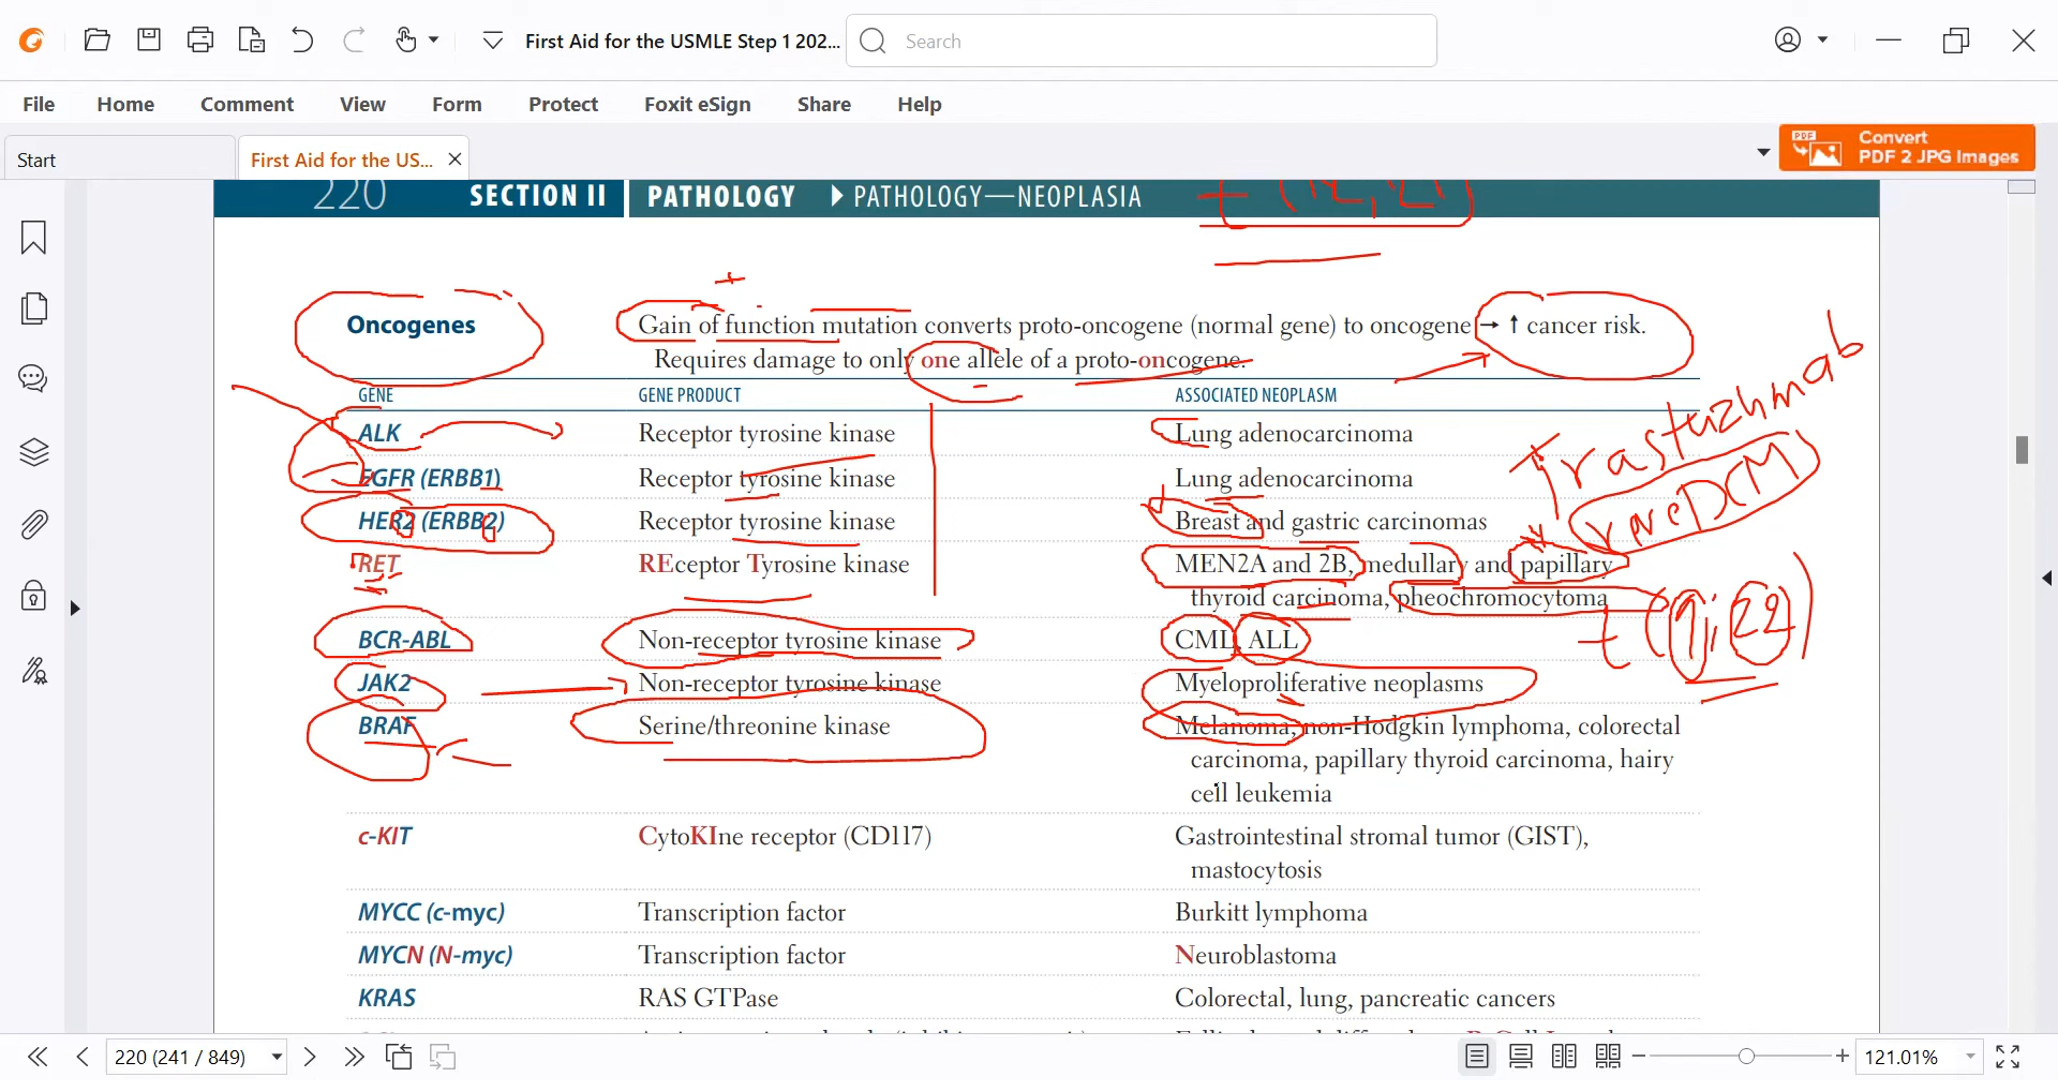 First Aid for the USMLE Step 1 202...
Search
File Home Comment View Form Protect Foxit eSign Share Help
Start
First Aid for the US...
PDF
Convert
PDF 2 JPG Images
220 SECTION II PATHOLOGY ▶ PATHOLOGY—NEOPLASIA
t (12, 21)
+
Oncogenes
Gain of function mutation converts proto-oncogene (normal gene) to oncogene → ↑ cancer risk.
Requires damage to only one allele of a proto-oncogene.
GENE GENE PRODUCT ASSOCIATED NEOPLASM
ALK Receptor tyrosine kinase Lung adenocarcinoma
EGFR (ERBB1) Receptor tyrosine kinase Lung adenocarcinoma
HER2 (ERBB2) Receptor tyrosine kinase Breast and gastric carcinomas
Trastuzhmab
DCM
RET REceptor Tyrosine kinase MEN2A and 2B, medullary and papillary
thyroid carcinoma, pheochromocytoma
t (9; 22)
BCR-ABL Non-receptor tyrosine kinase CML, ALL
JAK2 Non-receptor tyrosine kinase Myeloproliferative neoplasms
BRAF Serine/threonine kinase Melanoma, non-Hodgkin lymphoma, colorectal
carcinoma, papillary thyroid carcinoma, hairy
cell leukemia
c-KIT CytoKIne receptor (CD117) Gastrointestinal stromal tumor (GIST),
mastocytosis
MYCC (c-myc) Transcription factor Burkitt lymphoma
MYCN (N-myc) Transcription factor Neuroblastoma
KRAS RAS GTPase Colorectal, lung, pancreatic cancers
220 (241 / 849)
121.01%